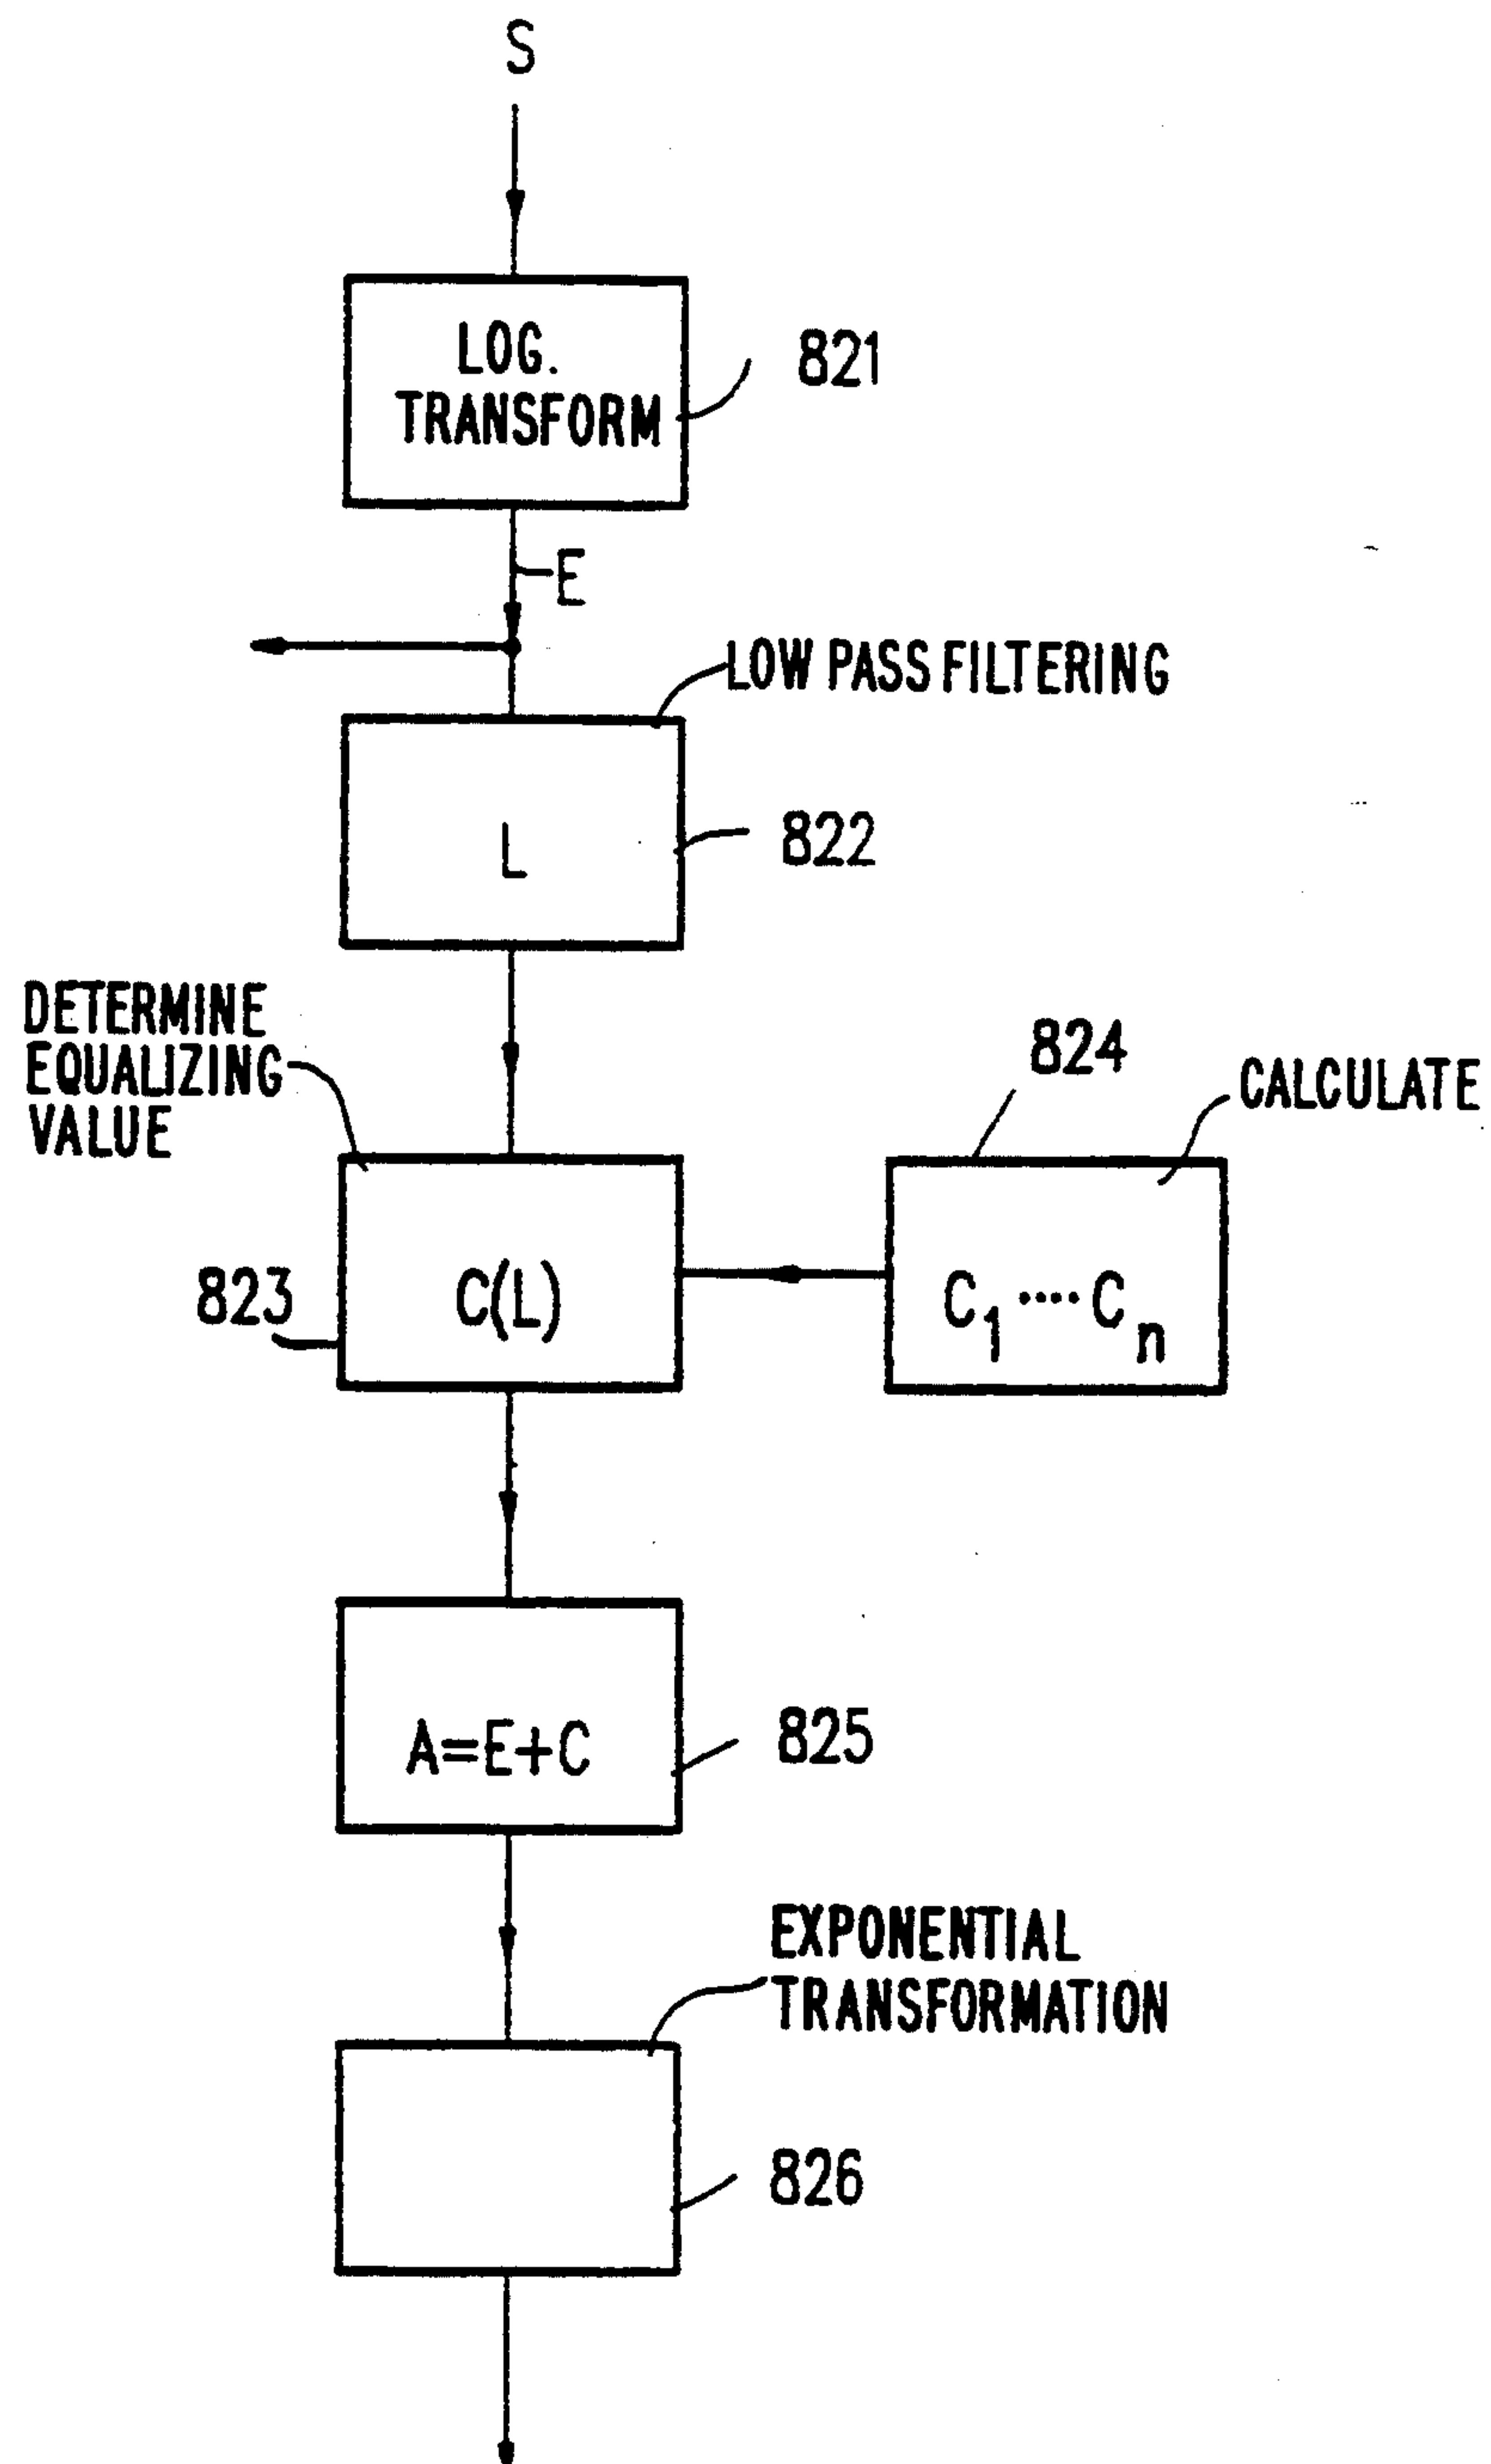 S
LOG.
TRANSFORM
821
E
LOW PASS FILTERING
L
822
DETERMINE
EQUALIZING
VALUE
823
C(L)
824
CALCULATE
C1 ···· Cn
A=E+C
825
EXPONENTIAL
TRANSFORMATION
826